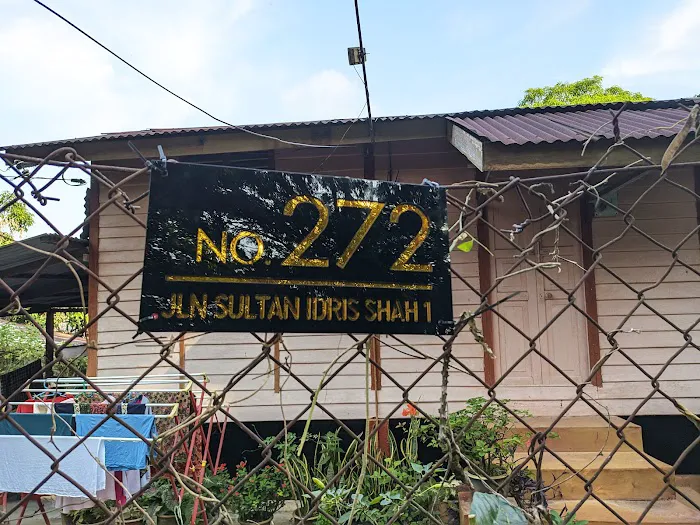 NO. 272
JLN SULTAN IDRIS SHAH 1